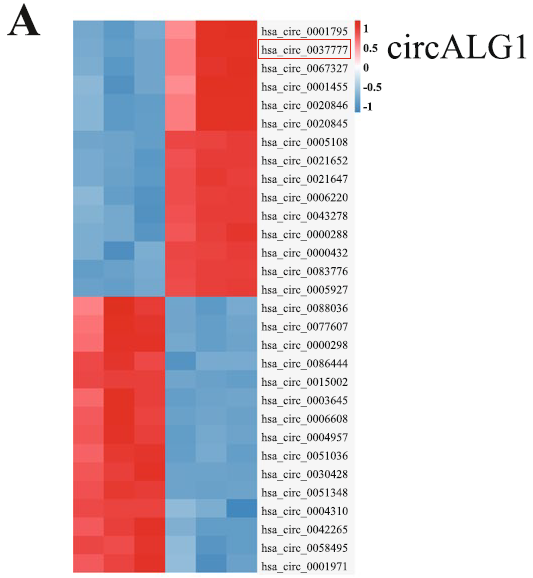 A
hsa_circ_0001795
hsa_circ_0037777
hsa_circ_0067327
hsa_circ_0001455
hsa_circ_0020846
hsa_circ_0020845
hsa_circ_0005108
hsa_circ_0021652
hsa_circ_0021647
hsa_circ_0006220
hsa_circ_0043278
hsa_circ_0000288
hsa_circ_0000432
hsa_circ_0083776
hsa_circ_0005927
hsa_circ_0088036
hsa_circ_0077607
hsa_circ_0000298
hsa_circ_0086444
hsa_circ_0015002
hsa_circ_0003645
hsa_circ_0006608
hsa_circ_0004957
hsa_circ_0051036
hsa_circ_0030428
hsa_circ_0051348
hsa_circ_0004310
hsa_circ_0042265
hsa_circ_0058495
hsa_circ_0001971
1
0.5
0
-0.5
-1
circALG1